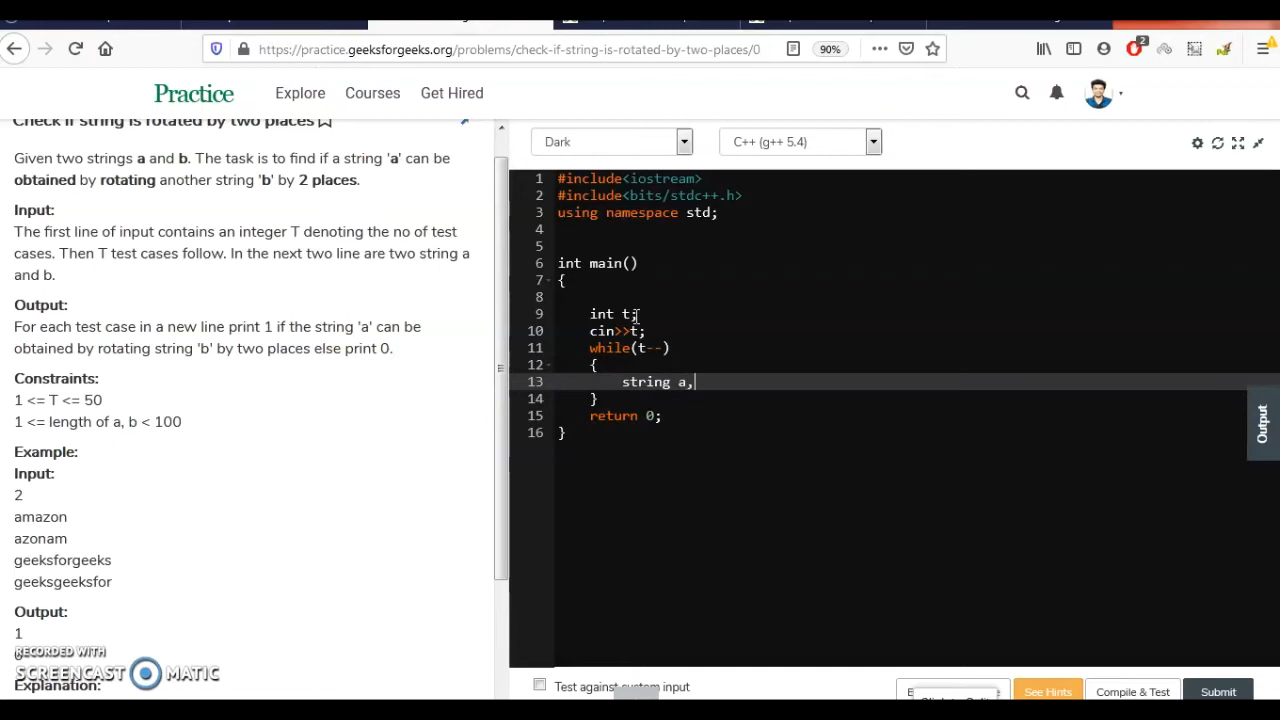 https://practice.geeksforgeeks.org/problems/check-if-string-is-rotated-by-two-places/0
90%
2
Practice
Explore
Courses
Get Hired
Check if string is rotated by two places
Given two strings a and b. The task is to find if a string 'a' can be
obtained by rotating another string 'b' by 2 places.
Input:
The first line of input contains an integer T denoting the no of test
cases. Then T test cases follow. In the next two line are two string a
and b.
Output:
For each test case in a new line print 1 if the string 'a' can be
obtained by rotating string 'b' by two places else print 0.
Constraints:
1 <= T <= 50
1 <= length of a, b < 100
Example:
Input:
2
amazon
azonam
geeksforgeeks
geeksgeeksfor
Output:
1
Explanation:
RECORDED WITH
SCREENCAST MATIC
Dark
C++ (g++ 5.4)
1 #include<iostream>
2 #include<bits/stdc++.h>
3 using namespace std;
4
5
6 int main()
7 {
8
9 int t;
10 cin>>t;
11 while(t--)
12 {
13 string a,
14 }
15 return 0;
16 }
Output
Test against custom input
See Hints
Compile & Test
Submit